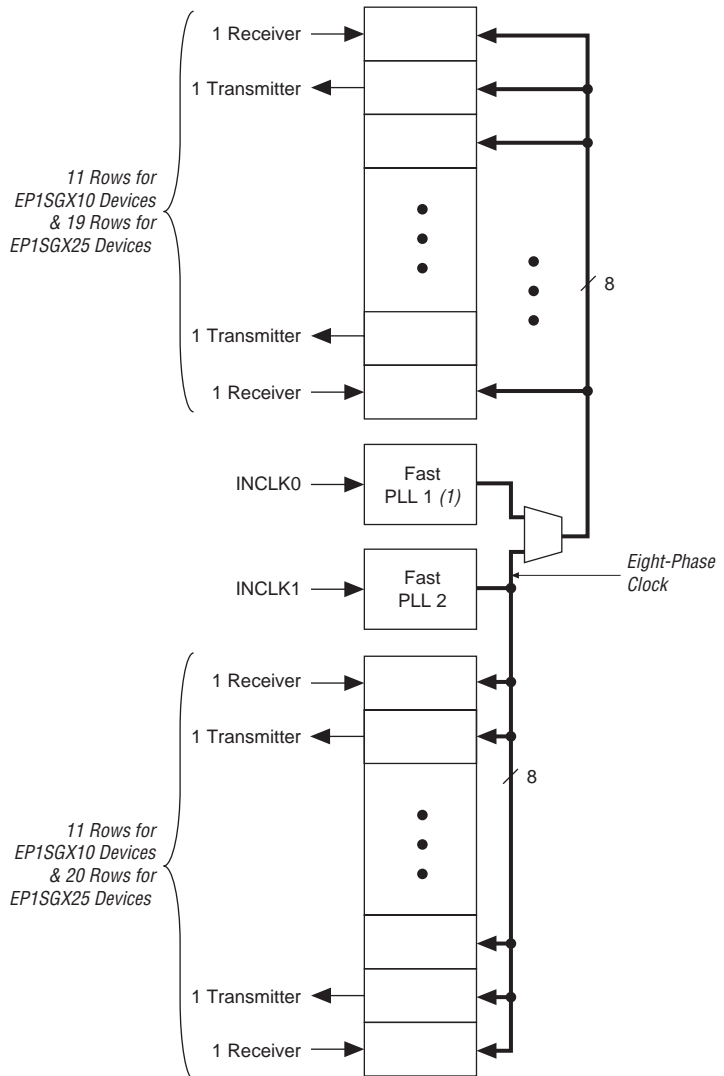 1 Receiver
1 Transmitter
11 Rows for
EP1SGX10 Devices
& 19 Rows for
EP1SGX25 Devices
8
1 Transmitter
1 Receiver
INCLK0
Fast
PLL 1 (1)
INCLK1
Fast
PLL 2
Eight-Phase
Clock
1 Receiver
1 Transmitter
8
11 Rows for
EP1SGX10 Devices
& 20 Rows for
EP1SGX25 Devices
1 Transmitter
1 Receiver